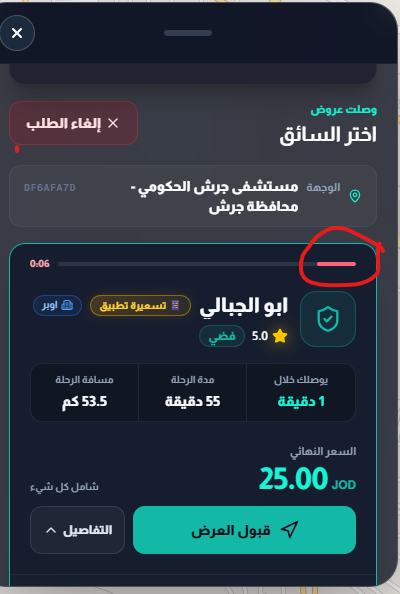 وصلت عروض
اختر السائق
إلغاء الطلب
الوجهة مستشفى جرش الحكومي - محافظة جرش
DF6AFA7D
0:06
ابو الجبالي
تسعيرة تطبيق
اوبر
5.0
فضي
يوصلك خلال
1 دقيقة
مدة الرحلة
55 دقيقة
مسافة الرحلة
53.5 كم
السعر النهائي
25.00 JOD
شامل كل شيء
قبول العرض
التفاصيل